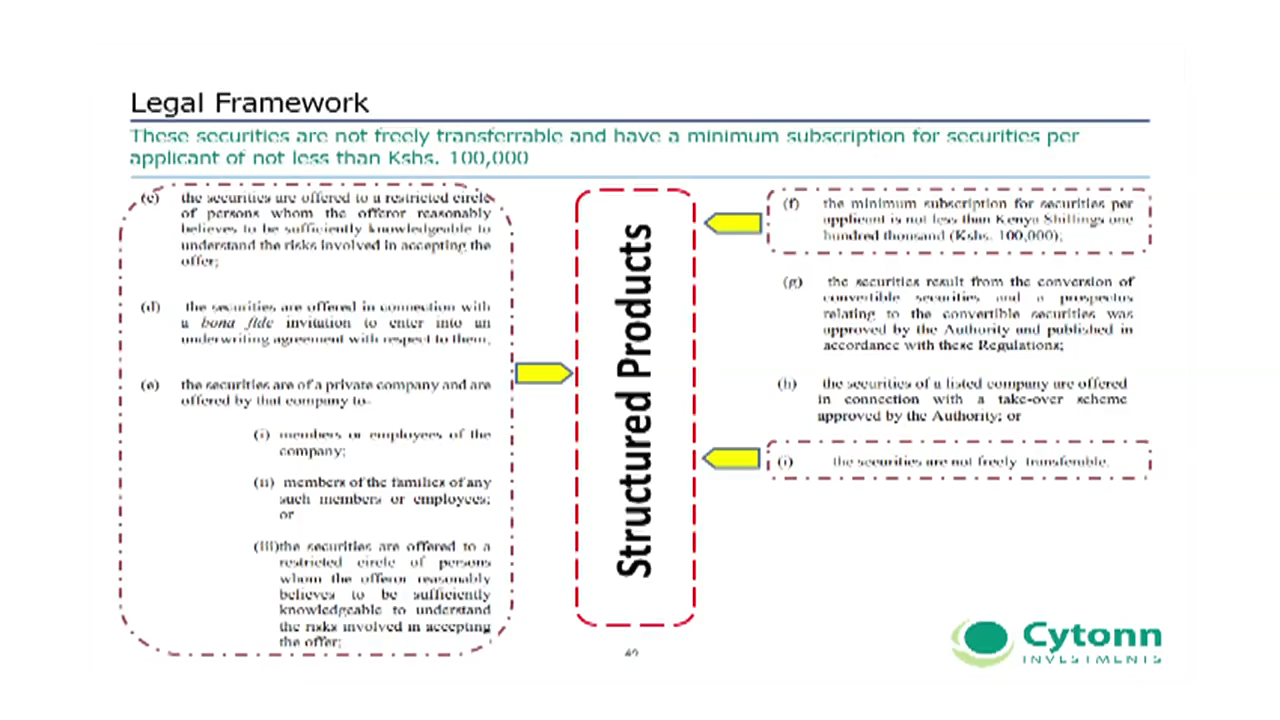 Legal Framework
These securities are not freely transferrable and have a minimum subscription for securities per
applicant of not less than Kshs. 100,000
(c) the securities are offered to a restricted circle
of persons whom the offeror reasonably
believes to be sufficiently knowledgeable to
understand the risks involved in accepting the
offer;
(d) the securities are offered in connection with
a bona fide invitation to enter into an
underwriting agreement with respect to them,
(e) the securities are of a private company and are
offered by that company to-
(i) members or employees of the
company;
(ii) members of the families of any
such members or employees;
or
(iii)the securities are offered to a
restricted circle of persons
whom the offeror reasonably
believes to be sufficiently
knowledgeable to understand
the risks involved in accepting
the offer;
Structured Products
(f) the minimum subscription for securities per
applicant is not less than Kenya Shillings one
hundred thousand (Kshs. 100,000);
(g) the securities result from the conversion of
convertible securities and a prospectus
relating to the convertible securities was
approved by the Authority and published in
accordance with these Regulations;
(h) the securities of a listed company are offered
in connection with a take-over scheme
approved by the Authority; or
(i) the securities are not freely transferable.
Cytonn
INVESTMENTS